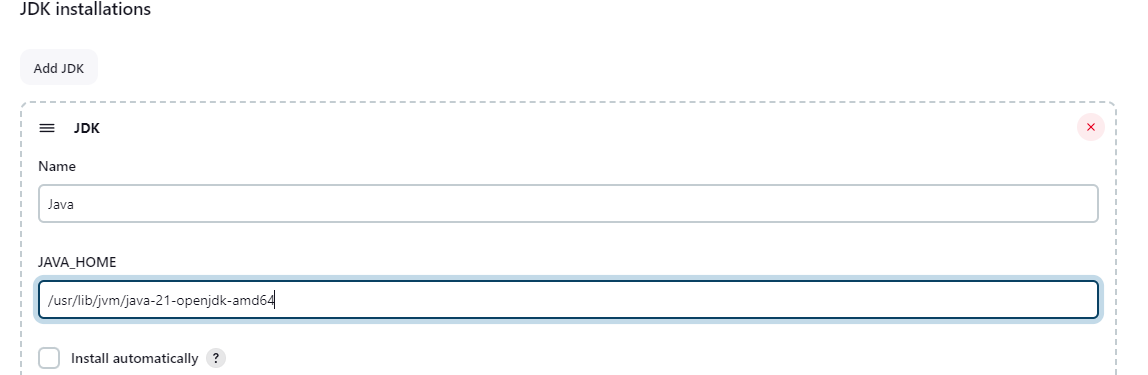 JDK installations
Add JDK
JDK
Name
Java
JAVA_HOME
/usr/lib/jvm/java-21-openjdk-amd64
Install automatically ?